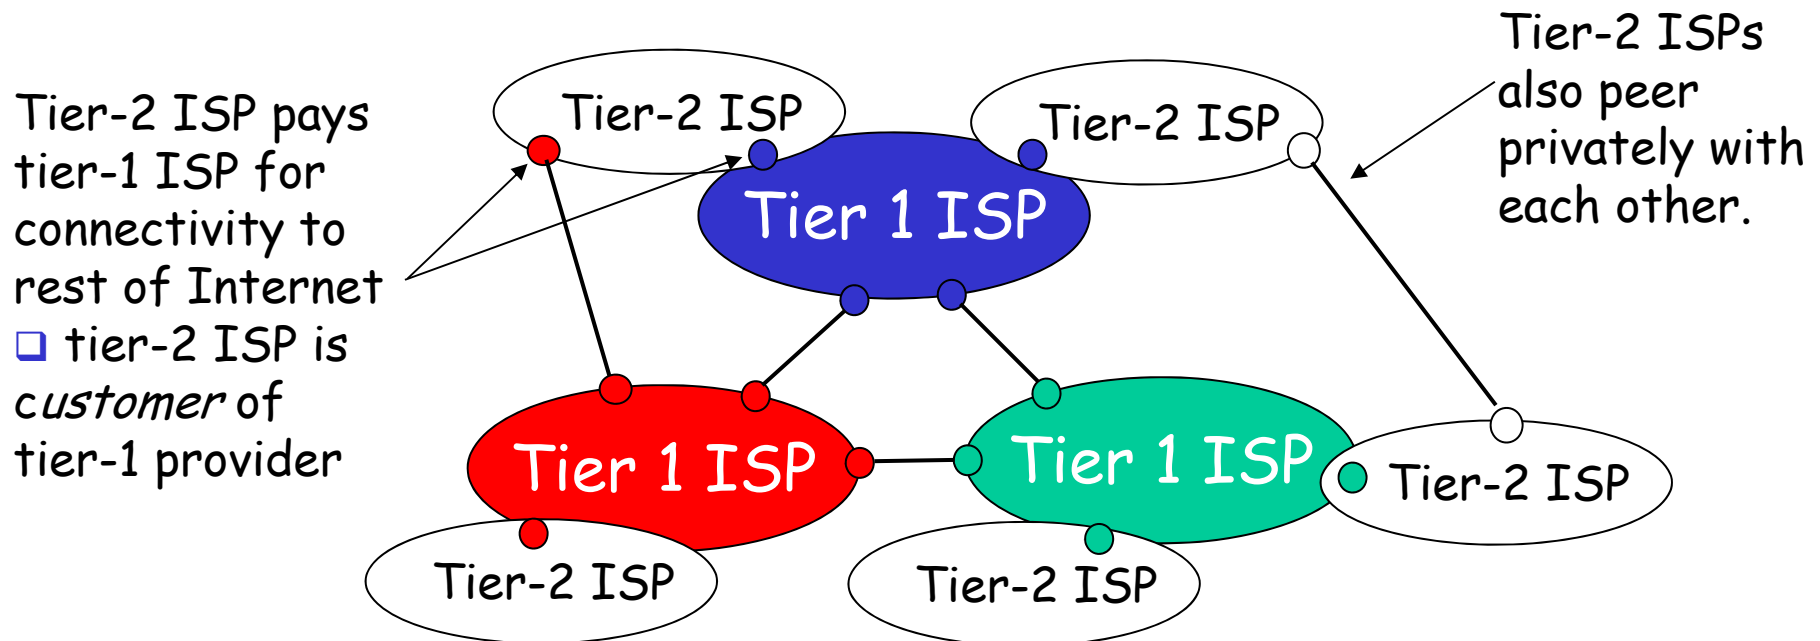 Tier-2 ISP pays
tier-1 ISP for
connectivity to
rest of Internet
❑ tier-2 ISP is
customer of
tier-1 provider
Tier-2 ISP
Tier-2 ISP
Tier-2 ISPs
also peer
privately with
each other.
Tier 1 ISP
Tier 1 ISP
Tier 1 ISP
Tier-2 ISP
Tier-2 ISP
Tier-2 ISP